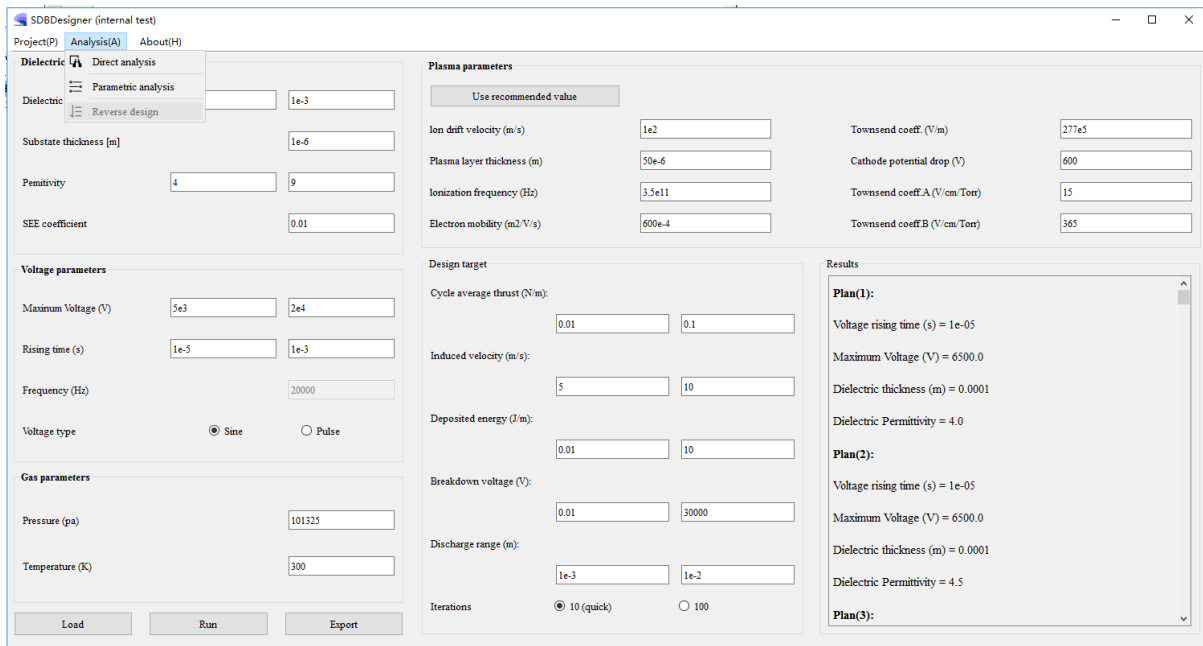 SDBDesigner (internal test)
Project(P) Analysis(A) About(H)
Direct analysis
Parametric analysis
Reverse design
Dielectric
Dielectric 1e-3
Substate thickness [m] 1e-6
Pemitivity 4 9
SEE coefficient 0.01
Voltage parameters
Maxinum Voltage (V) 5e3 2e4
Rising time (s) 1e-5 1e-3
Frequency (Hz) 20000
Voltage type Sine Pulse
Gas parameters
Pressure (pa) 101325
Temperature (K) 300
Load Run Export
Plasma parameters
Use recommended value
Ion drift velocity (m/s) 1e2 Townsend coeff. (V/m) 277e5
Plasma layer thickness (m) 50e-6 Cathode potential drop (V) 600
Ionization frequency (Hz) 3.5e11 Townsend coeff.A (V/cm/Torr) 15
Electron mobility (m2/V/s) 600e-4 Townsend coeff.B (V/cm/Torr) 365
Design target
Cycle average thrust (N/m):
0.01 0.1
Induced velocity (m/s):
5 10
Deposited energy (J/m):
0.01 10
Breakdown voltage (V):
0.01 30000
Discharge range (m):
1e-3 1e-2
Iterations 10 (quick) 100
Results
Plan(1):
Voltage rising time (s) = 1e-05
Maximum Voltage (V) = 6500.0
Dielectric thickness (m) = 0.0001
Dielectric Permittivity = 4.0
Plan(2):
Voltage rising time (s) = 1e-05
Maximum Voltage (V) = 6500.0
Dielectric thickness (m) = 0.0001
Dielectric Permittivity = 4.5
Plan(3):